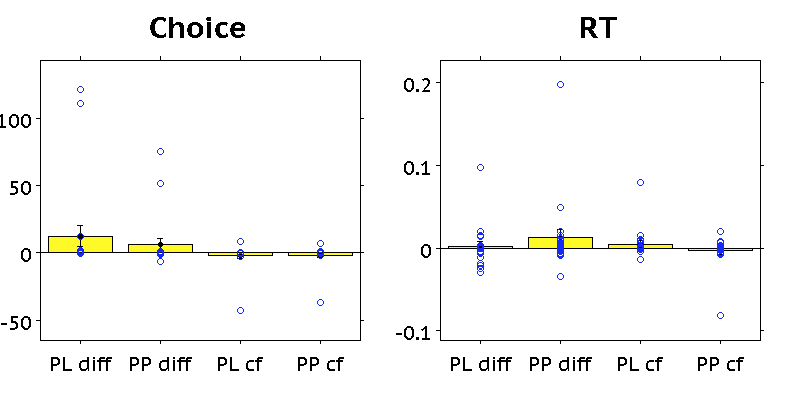 Choice
100
50
0
-50
PL diff PP diff PL cf PP cf
RT
0.2
0.1
0
-0.1
PL diff PP diff PL cf PP cf